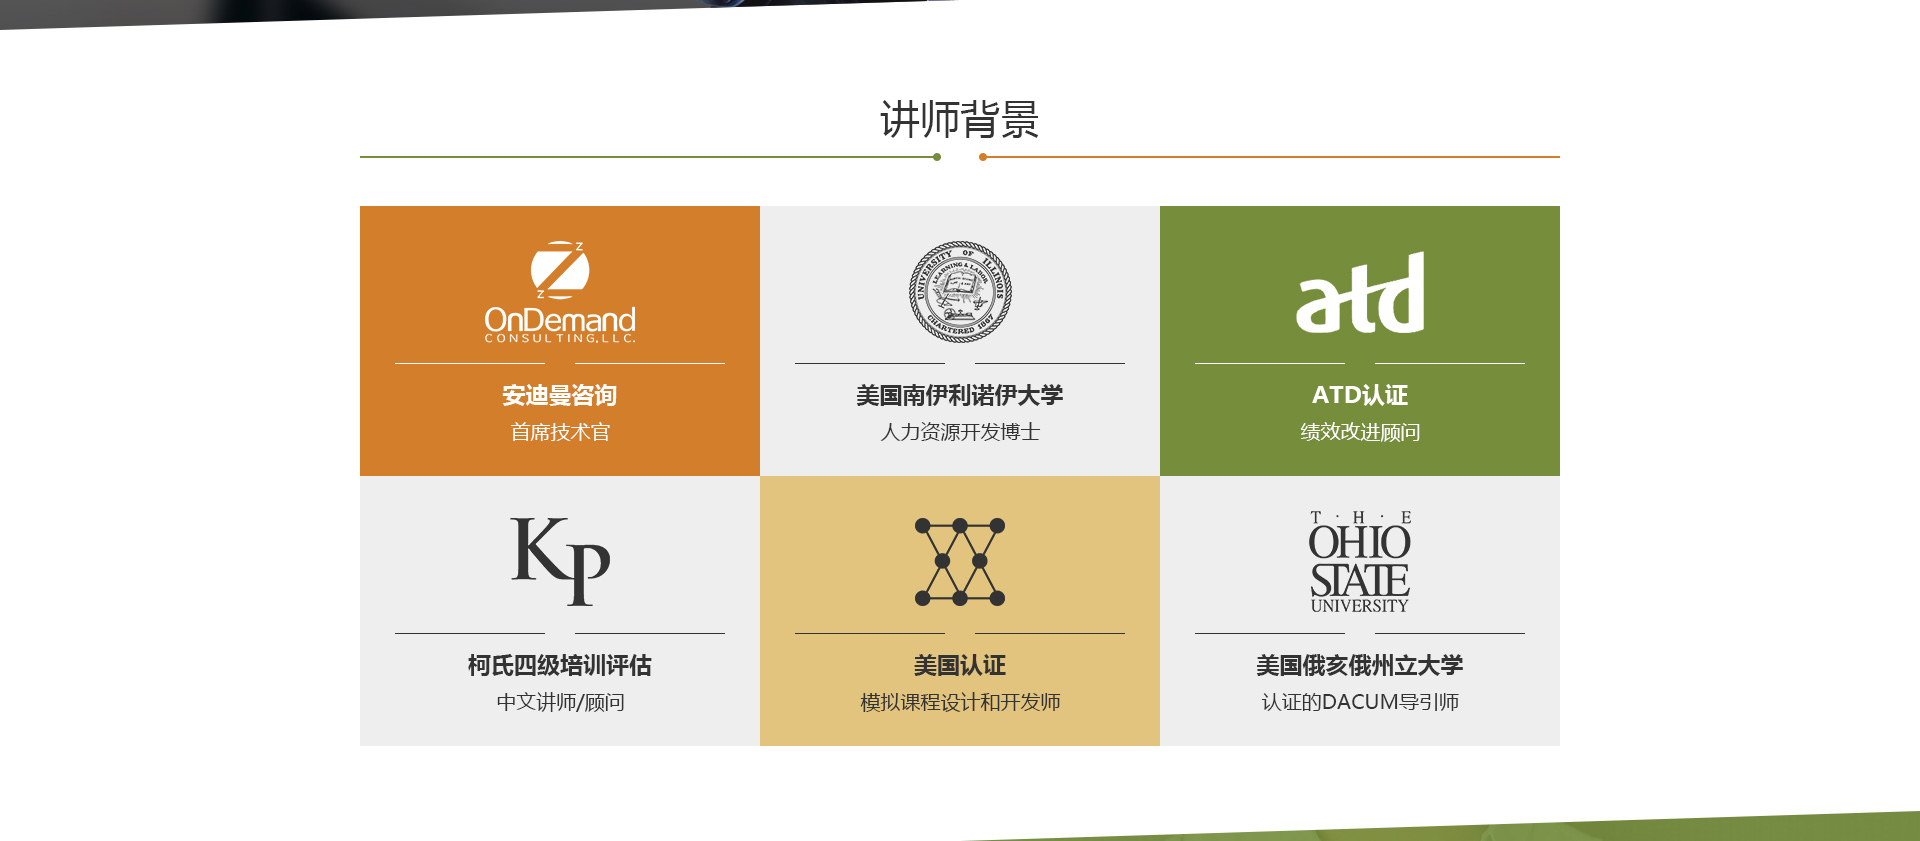 讲师背景
Z
Z
OnDemand
CONSULTING,LLC.
安迪曼咨询
首席技术官
UNIVERSITY OF ILLINOIS
LEARNING & LABOR
CHARTERED 1867
美国南伊利诺伊大学
人力资源开发博士
atd
ATD认证
绩效改进顾问
KP
柯氏四级培训评估
中文讲师/顾问
美国认证
模拟课程设计和开发师
T·H·E
OHIO
STATE
UNIVERSITY
美国俄亥俄州立大学
认证的DACUM导引师